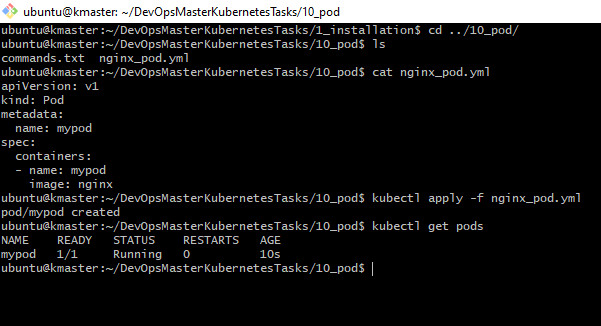 ubuntu@kmaster: ~/DevOpsMasterKubernetesTasks/10_pod
ubuntu@kmaster:~/DevOpsMasterKubernetesTasks/1_installation$ cd ../10_pod/
ubuntu@kmaster:~/DevOpsMasterKubernetesTasks/10_pod$ ls
commands.txt  nginx_pod.yml
ubuntu@kmaster:~/DevOpsMasterKubernetesTasks/10_pod$ cat nginx_pod.yml
apiVersion: v1
kind: Pod
metadata:
  name: mypod
spec:
  containers:
  - name: mypod
    image: nginx
ubuntu@kmaster:~/DevOpsMasterKubernetesTasks/10_pod$ kubectl apply -f nginx_pod.yml
pod/mypod created
ubuntu@kmaster:~/DevOpsMasterKubernetesTasks/10_pod$ kubectl get pods
NAME    READY   STATUS    RESTARTS   AGE
mypod   1/1     Running   0          10s
ubuntu@kmaster:~/DevOpsMasterKubernetesTasks/10_pod$